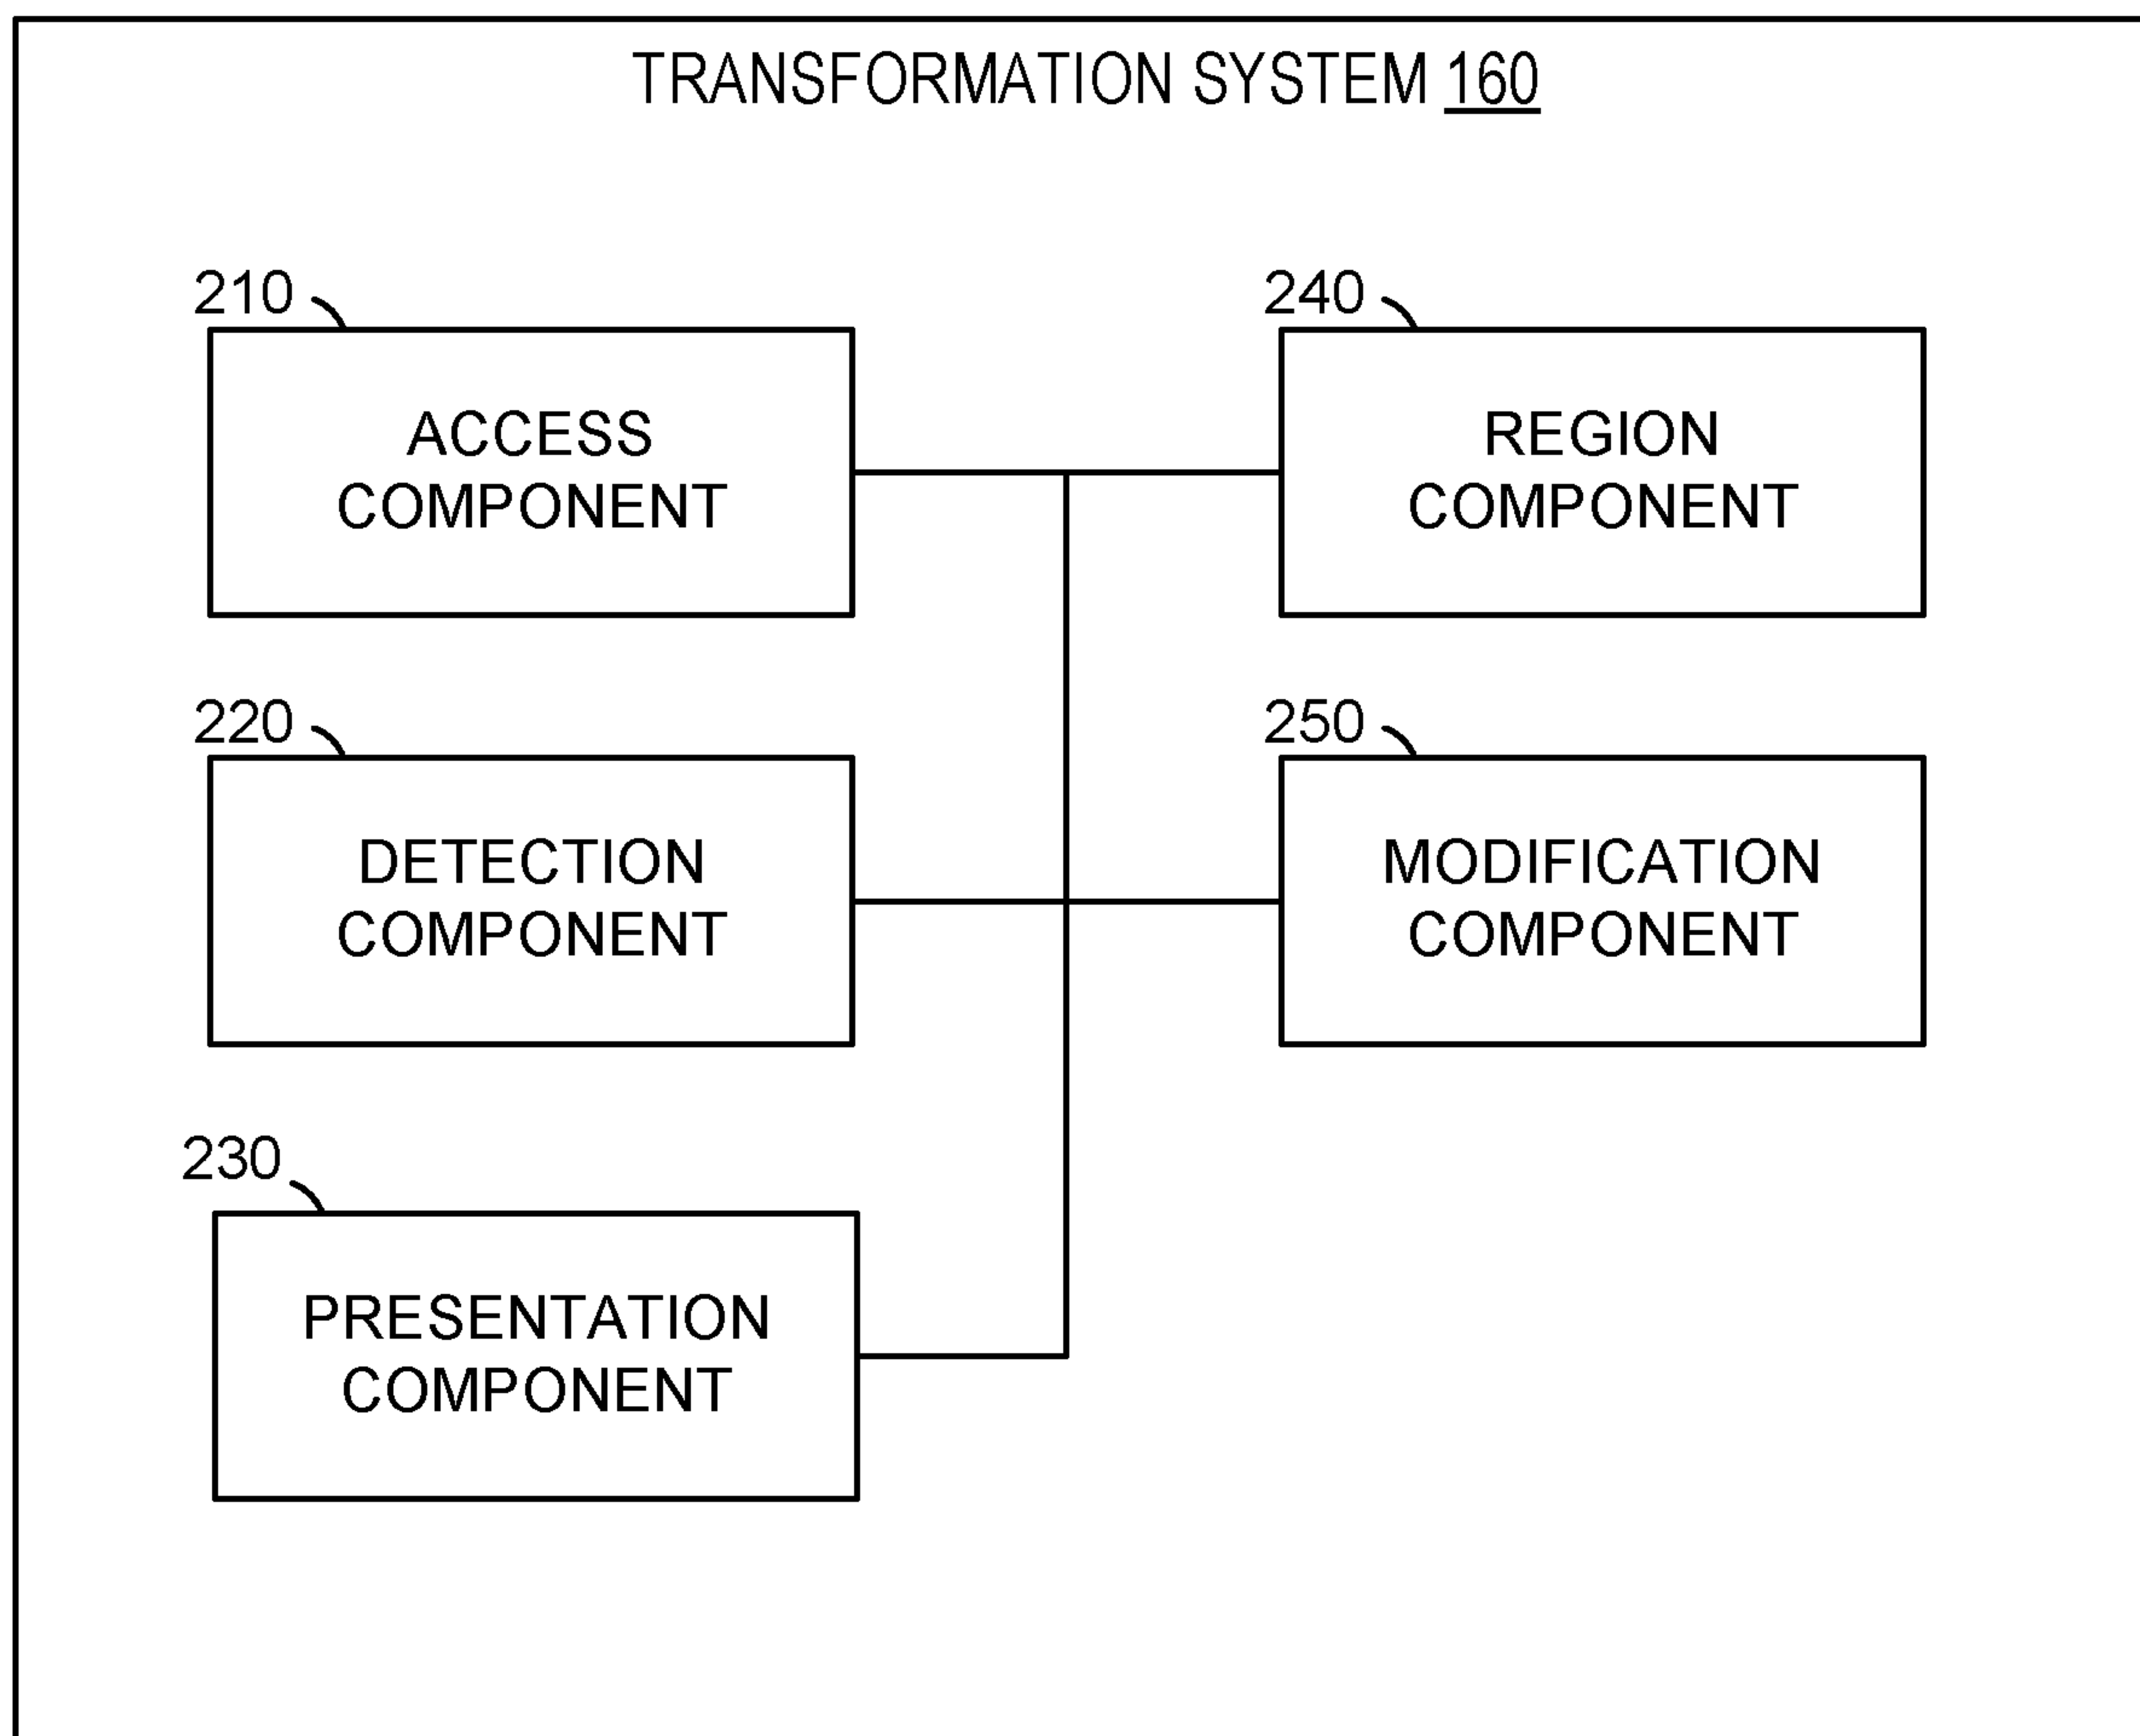 TRANSFORMATION SYSTEM 160
210
ACCESS
COMPONENT
240
REGION
COMPONENT
220
DETECTION
COMPONENT
250
MODIFICATION
COMPONENT
230
PRESENTATION
COMPONENT